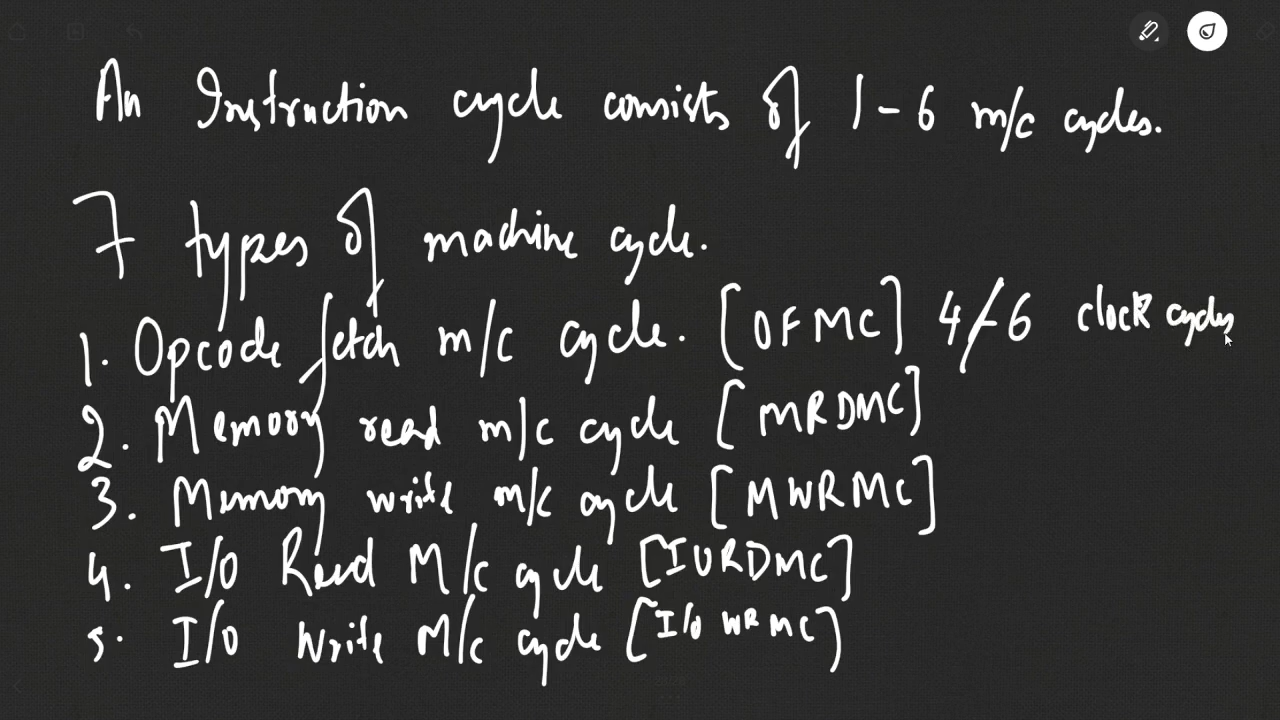 An Instruction cycle consists of 1-6 m/c cycles.
7 types of machine cycle.
1. Opcode fetch m/c cycle. [OFMC] 4/-6 clock cycles
2. Memory read m/c cycle [MRDMC]
3. Memory write m/c cycle [MWRMC]
4. I/O Read M/c cycle [IORDMC]
5. I/O Write M/c cycle [I/O WRMC]